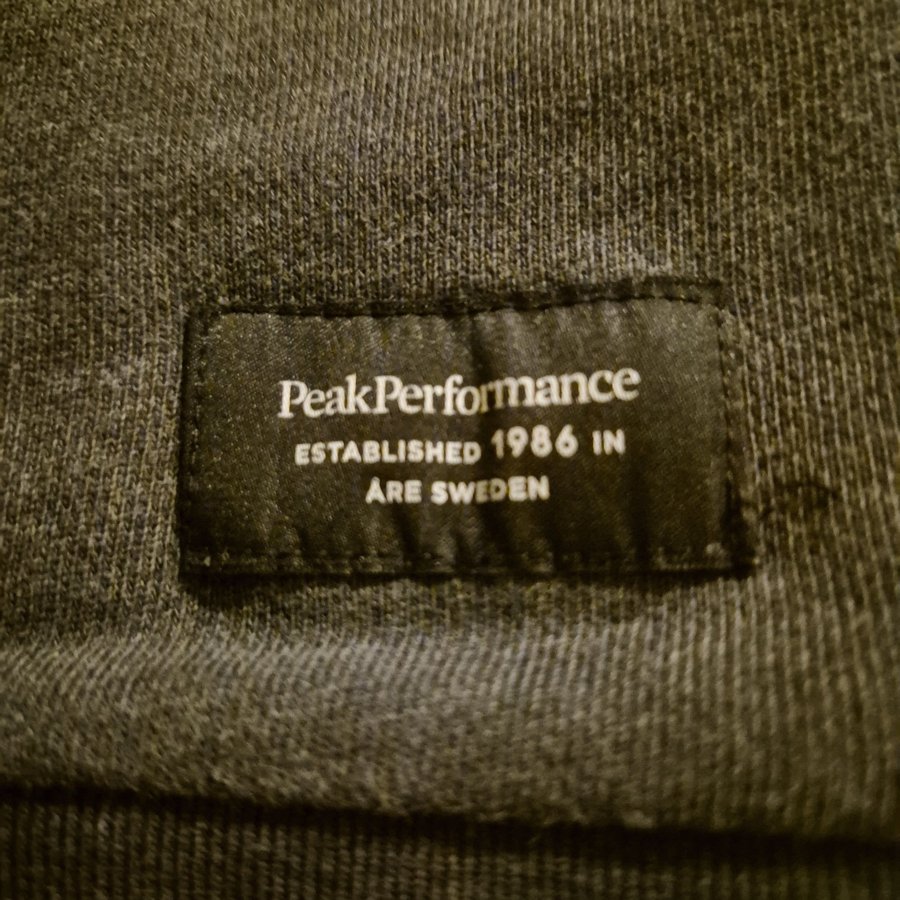 PeakPerformance
ESTABLISHED 1986 IN
ÅRE SWEDEN